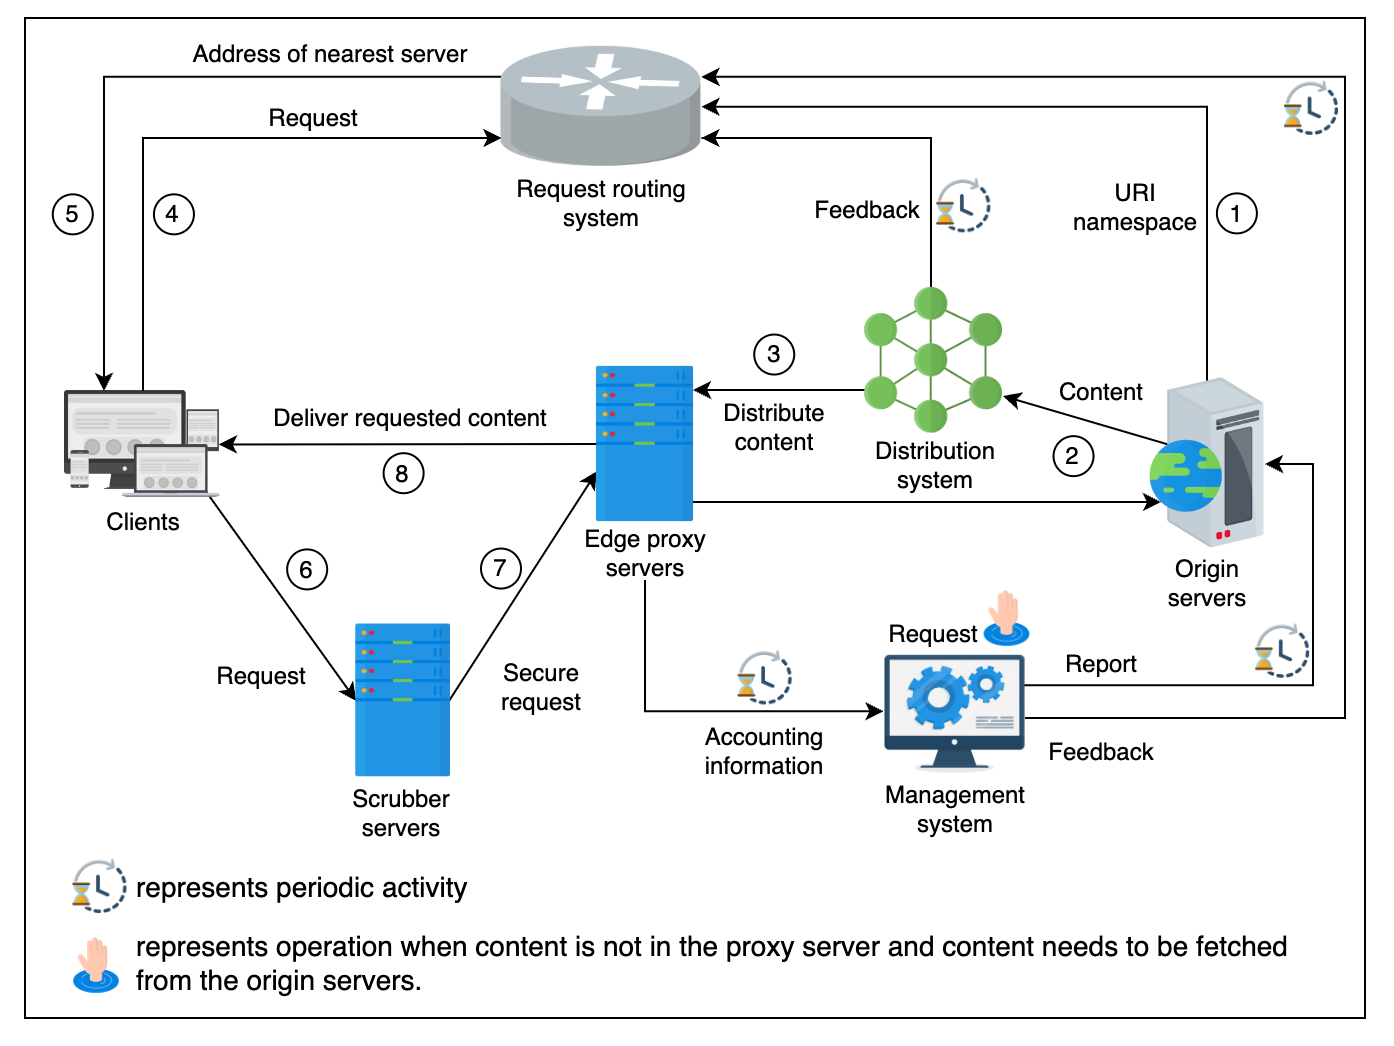 Address of nearest server
Request
Request routing
system
5
4
Feedback
URI
namespace
1
3
Distribute
content
Content
Distribution
system
2
Deliver requested content
8
Clients
Edge proxy
servers
Origin
servers
6
7
Request
Secure
request
Request
Report
Accounting
information
Feedback
Management
system
Scrubber
servers
represents periodic activity
represents operation when content is not in the proxy server and content needs to be fetched
from the origin servers.